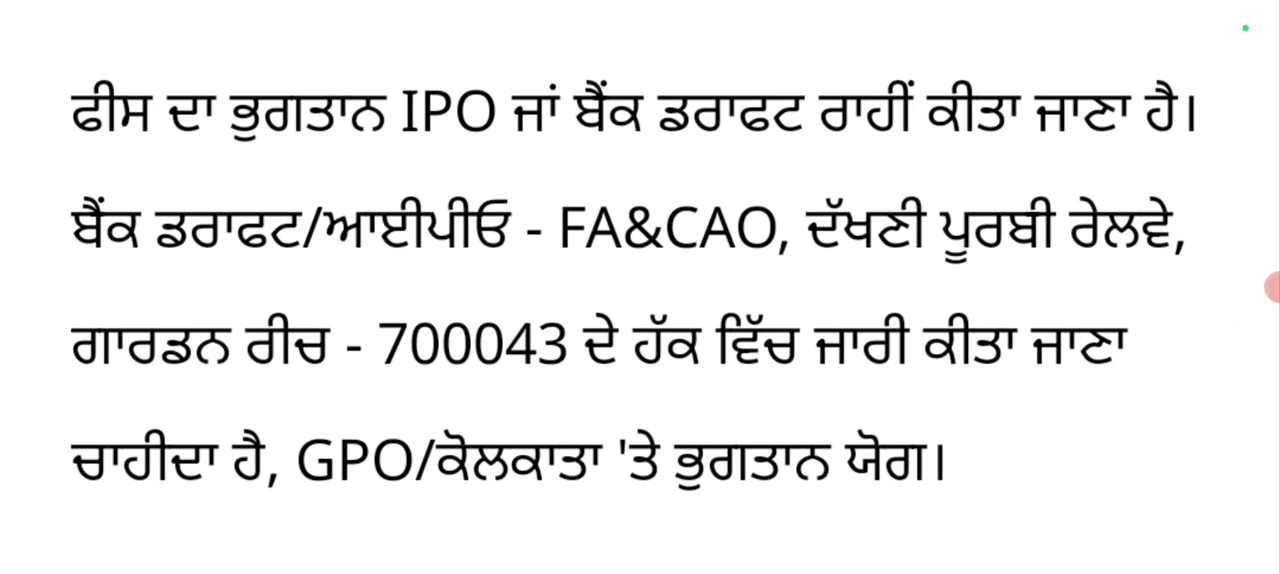 ਫੀਸ ਦਾ ਭੁਗਤਾਨ IPO ਜਾਂ ਬੈਂਕ ਡਰਾਫਟ ਰਾਹੀਂ ਕੀਤਾ ਜਾਣਾ ਹੈ।
ਬੈਂਕ ਡਰਾਫਟ/ਆਈਪੀਓ - FA&CAO, ਦੱਖਣੀ ਪੂਰਬੀ ਰੇਲਵੇ,
ਗਾਰਡਨ ਰੀਚ - 700043 ਦੇ ਹੱਕ ਵਿੱਚ ਜਾਰੀ ਕੀਤਾ ਜਾਣਾ
ਚਾਹੀਦਾ ਹੈ, GPO/ਕੋਲਕਾਤਾ 'ਤੇ ਭੁਗਤਾਨ ਯੋਗ।